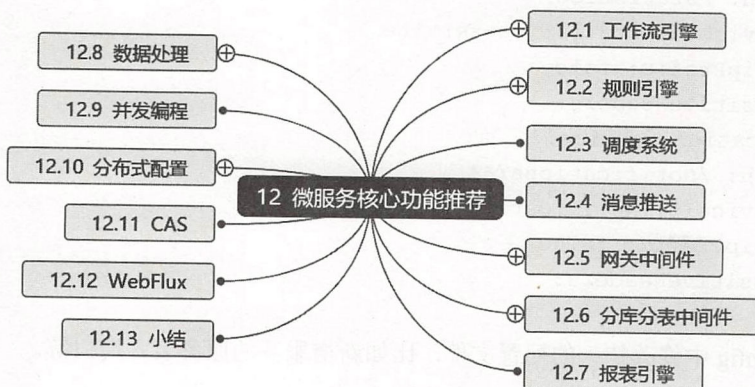 12 微服务核心功能推荐
12.1 工作流引擎
12.2 规则引擎
12.3 调度系统
12.4 消息推送
12.5 网关中间件
12.6 分库分表中间件
12.7 报表引擎
12.8 数据处理
12.9 并发编程
12.10 分布式配置
12.11 CAS
12.12 WebFlux
12.13 小结